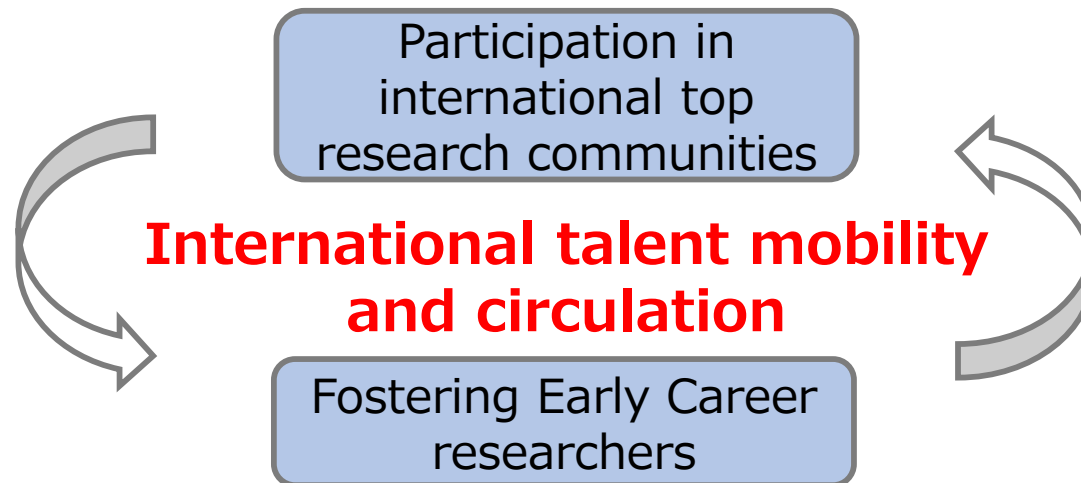 Participation in
international top
research communities
International talent mobility
and circulation
Fostering Early Career
researchers